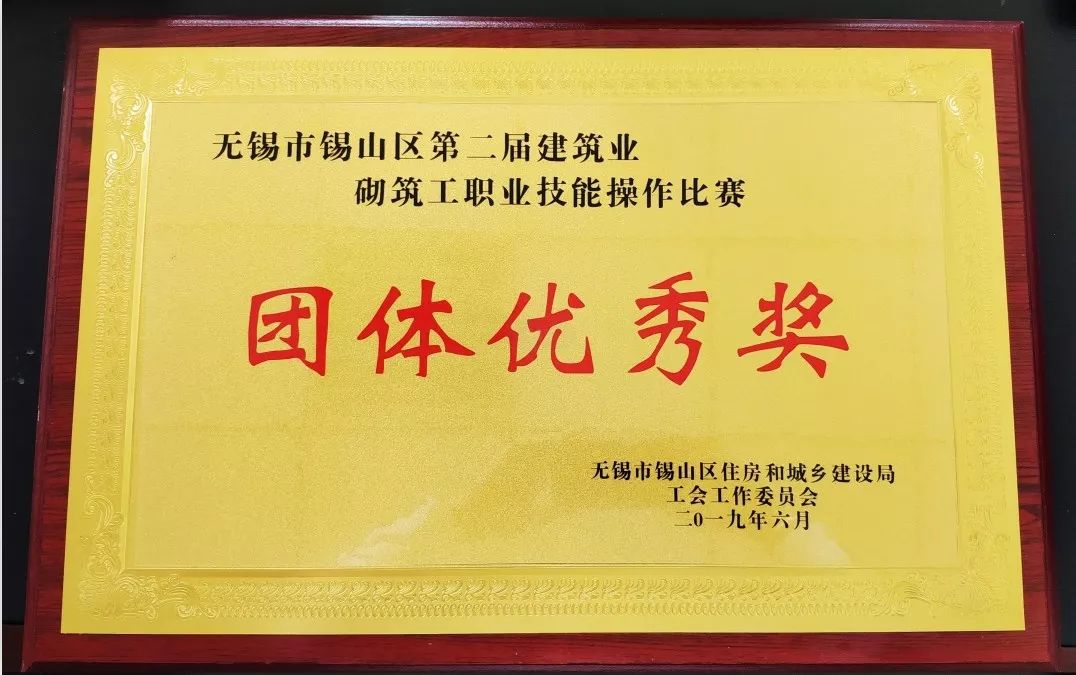 无锡市锡山区第二届建筑业
砌筑工职业技能操作比赛
团体优秀奖
无锡市锡山区住房和城乡建设局
工会工作委员会
二0一九年六月